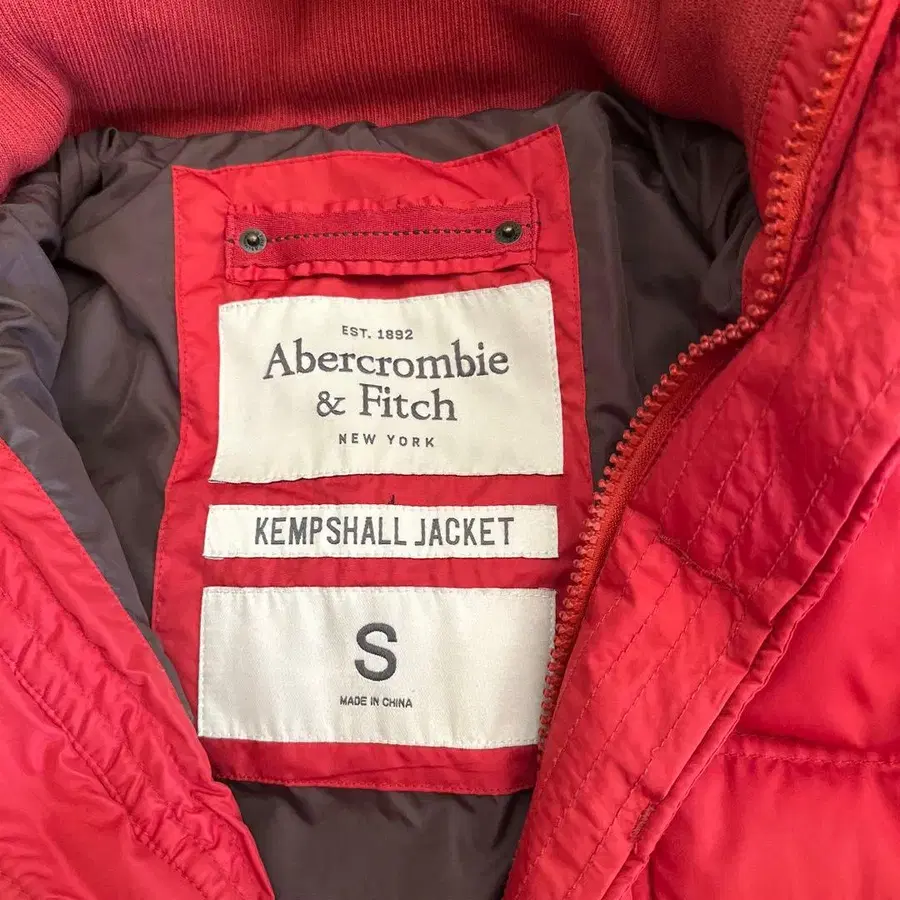 EST. 1892
Abercrombie
& Fitch
NEW YORK
KEMPSHALL JACKET
S
MADE IN CHINA